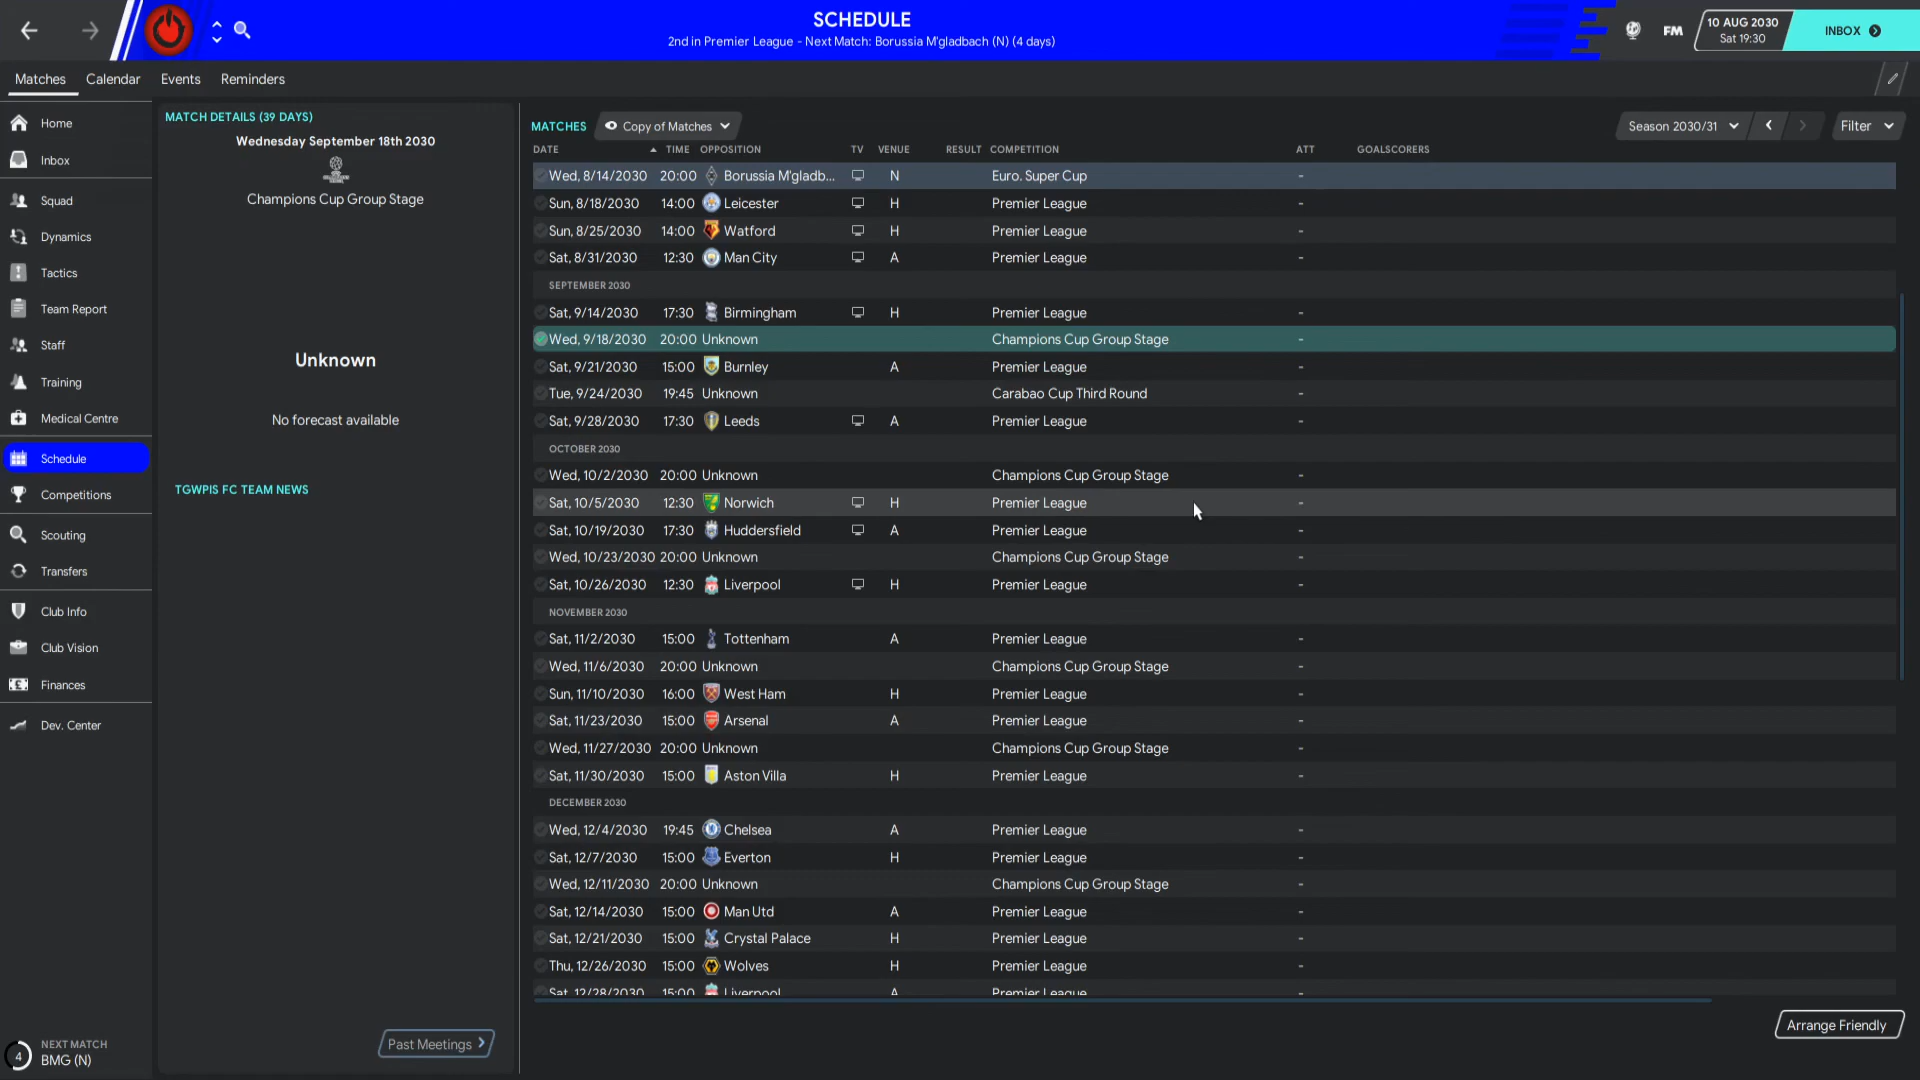 SCHEDULE
2nd in Premier League - Next Match: Borussia M'gladbach (N) (4 days)
FM
10 AUG 2030
Sat 19:30
INBOX
Matches Calendar Events Reminders
Home
Inbox
Squad
Dynamics
Tactics
Team Report
Staff
Training
Medical Centre
Schedule
Competitions
Scouting
Transfers
Club Info
Club Vision
Finances
Dev. Center
4
NEXT MATCH
BMG (N)
MATCH DETAILS (39 DAYS)
Wednesday September 18th 2030
Champions Cup Group Stage
Unknown
No forecast available
TGWPIS FC TEAM NEWS
Past Meetings
MATCHES Copy of Matches Season 2030/31 Filter
DATE TIME OPPOSITION TV VENUE RESULT COMPETITION ATT GOALSCORERS
Wed, 8/14/2030 20:00 Borussia M'gladb... N Euro. Super Cup -
Sun, 8/18/2030 14:00 Leicester H Premier League -
Sun, 8/25/2030 14:00 Watford H Premier League -
Sat, 8/31/2030 12:30 Man City A Premier League -
SEPTEMBER 2030
Sat, 9/14/2030 17:30 Birmingham H Premier League -
Wed, 9/18/2030 20:00 Unknown Champions Cup Group Stage -
Sat, 9/21/2030 15:00 Burnley A Premier League -
Tue, 9/24/2030 19:45 Unknown Carabao Cup Third Round -
Sat, 9/28/2030 17:30 Leeds A Premier League -
OCTOBER 2030
Wed, 10/2/2030 20:00 Unknown Champions Cup Group Stage -
Sat, 10/5/2030 12:30 Norwich H Premier League -
Sat, 10/19/2030 17:30 Huddersfield A Premier League -
Wed, 10/23/2030 20:00 Unknown Champions Cup Group Stage -
Sat, 10/26/2030 12:30 Liverpool H Premier League -
NOVEMBER 2030
Sat, 11/2/2030 15:00 Tottenham A Premier League -
Wed, 11/6/2030 20:00 Unknown Champions Cup Group Stage -
Sun, 11/10/2030 16:00 West Ham H Premier League -
Sat, 11/23/2030 15:00 Arsenal A Premier League -
Wed, 11/27/2030 20:00 Unknown Champions Cup Group Stage -
Sat, 11/30/2030 15:00 Aston Villa H Premier League -
DECEMBER 2030
Wed, 12/4/2030 19:45 Chelsea A Premier League -
Sat, 12/7/2030 15:00 Everton H Premier League -
Wed, 12/11/2030 20:00 Unknown Champions Cup Group Stage -
Sat, 12/14/2030 15:00 Man Utd A Premier League -
Sat, 12/21/2030 15:00 Crystal Palace H Premier League -
Thu, 12/26/2030 15:00 Wolves H Premier League -
Sat, 12/28/2030 15:00 Liverpool A Premier League -
Arrange Friendly